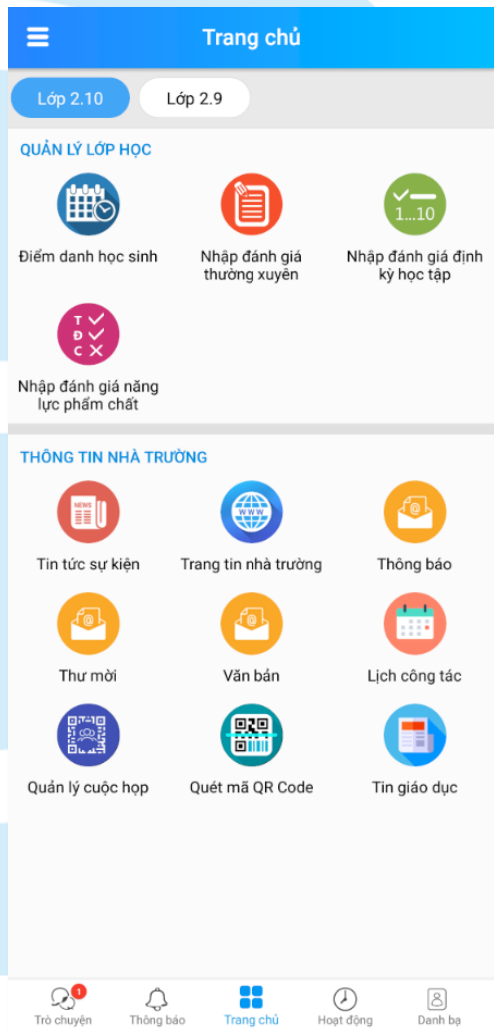 Trang chủ
Lớp 2.10 Lớp 2.9
QUẢN LÝ LỚP HỌC
1...10
Điểm danh học sinh Nhập đánh giá Nhập đánh giá định
thường xuyên kỳ học tập
T
Đ
C
Nhập đánh giá năng
lực phẩm chất
THÔNG TIN NHÀ TRƯỜNG
NEWS WWW @
Tin tức sự kiện Trang tin nhà trường Thông báo
@ @
Thư mời Văn bản Lịch công tác
Quản lý cuộc họp Quét mã QR Code Tin giáo dục
1
Trò chuyện Thông báo Trang chủ Hoạt động Danh bạ